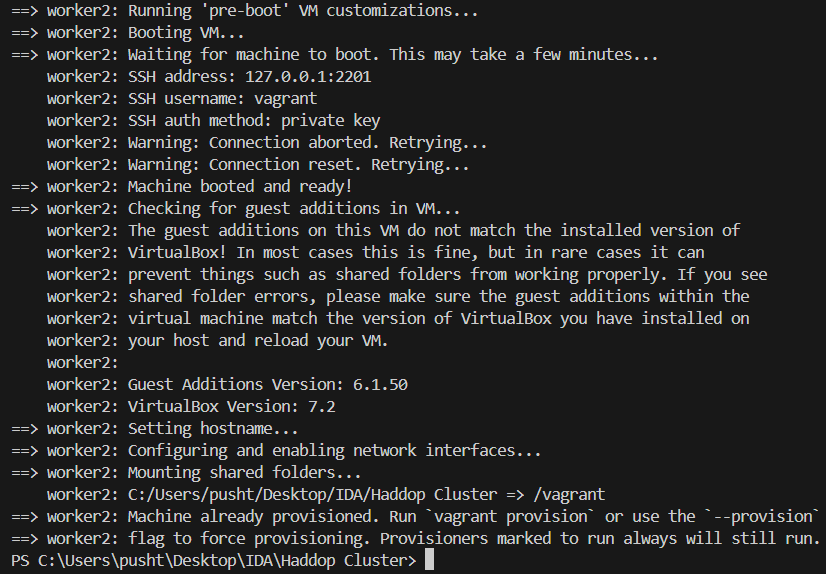 ==> worker2: Running 'pre-boot' VM customizations...
==> worker2: Booting VM...
==> worker2: Waiting for machine to boot. This may take a few minutes...
    worker2: SSH address: 127.0.0.1:2201
    worker2: SSH username: vagrant
    worker2: SSH auth method: private key
    worker2: Warning: Connection aborted. Retrying...
    worker2: Warning: Connection reset. Retrying...
==> worker2: Machine booted and ready!
==> worker2: Checking for guest additions in VM...
    worker2: The guest additions on this VM do not match the installed version of
    worker2: VirtualBox! In most cases this is fine, but in rare cases it can
    worker2: prevent things such as shared folders from working properly. If you see
    worker2: shared folder errors, please make sure the guest additions within the
    worker2: virtual machine match the version of VirtualBox you have installed on
    worker2: your host and reload your VM.
    worker2:
    worker2: Guest Additions Version: 6.1.50
    worker2: VirtualBox Version: 7.2
==> worker2: Setting hostname...
==> worker2: Configuring and enabling network interfaces...
==> worker2: Mounting shared folders...
    worker2: C:/Users/pusht/Desktop/IDA/Haddop Cluster => /vagrant
==> worker2: Machine already provisioned. Run `vagrant provision` or use the `--provision`
==> worker2: flag to force provisioning. Provisioners marked to run always will still run.
PS C:\Users\pusht\Desktop\IDA\Haddop Cluster>